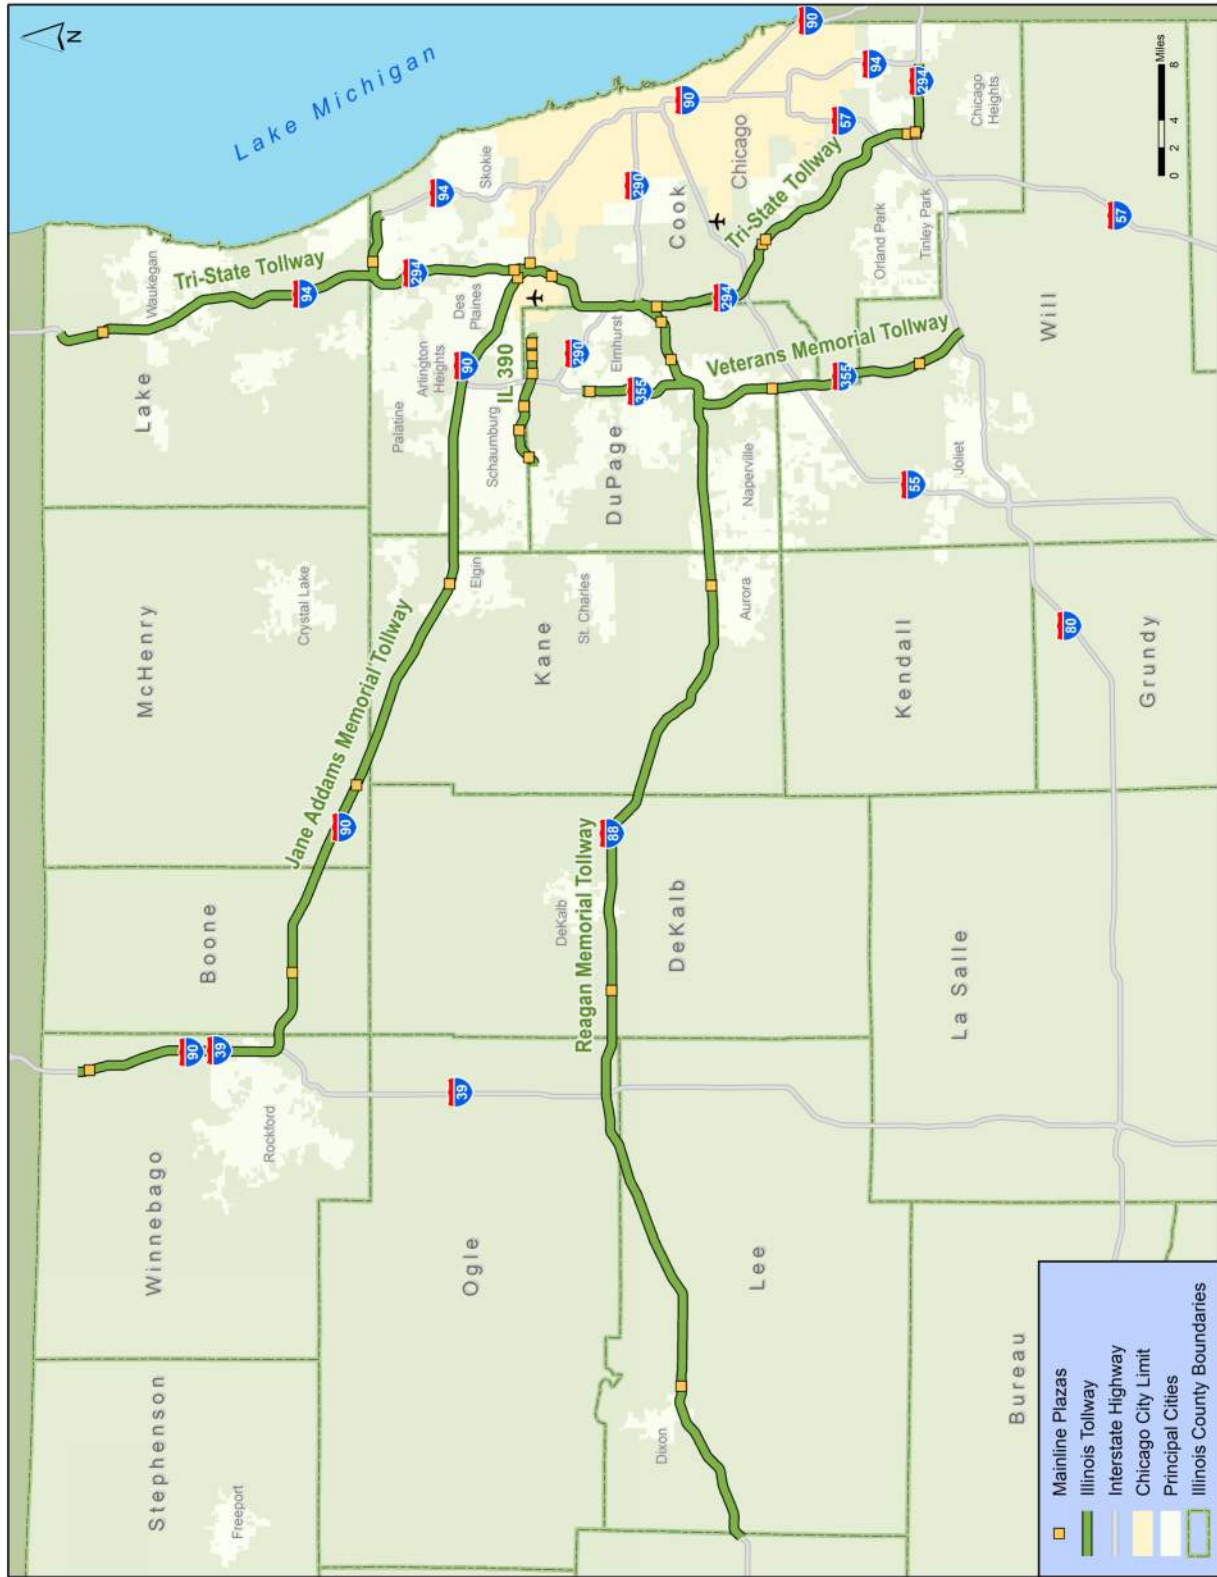 N
Lake Michigan
Stephenson
Winnebago
Boone
McHenry
Lake
Freeport
Rockford
Crystal Lake
Waukegan
Tri-State Tollway
90
39
94
Jane Addams Memorial Tollway
90
Ogle
39
Kane
Elgin
St. Charles
Palatine
Arlington
Heights
Schaumburg
Des
Plaines
Skokie
294
94
90
IL 390
290
Elmhurst
290
355
DuPage
Cook
Chicago
90
Reagan Memorial Tollway
88
DeKalb
DeKalb
Dixon
Lee
Aurora
Naperville
Veterans Memorial Tollway
355
294
Tri-State Tollway
57
94
90
294
Kendall
La Salle
55
Joliet
Orland Park
Tinley Park
Chicago
Heights
Will
57
80
Grundy
Bureau
Mainline Plazas
Illinois Tollway
Interstate Highway
Chicago City Limit
Principal Cities
Illinois County Boundaries
0 2 4 8
Miles